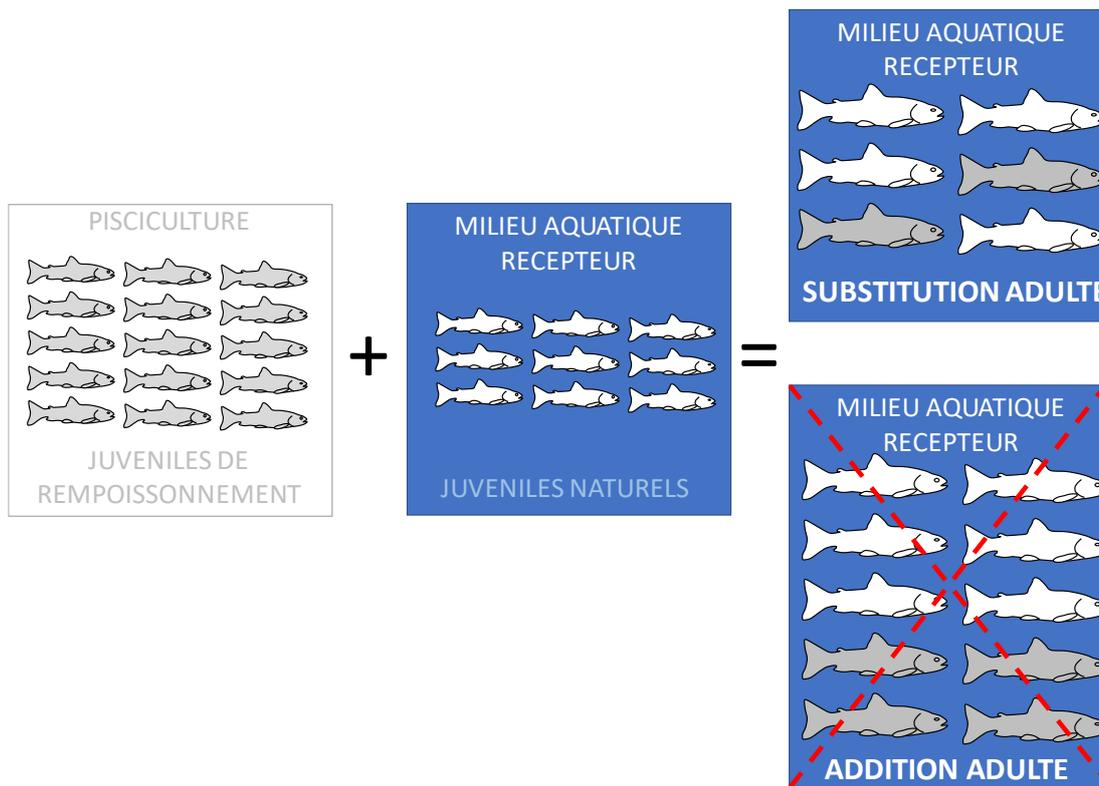 PISCICULTURE
JUVENILES DE
REMPOISSONNEMENT
+
MILIEU AQUATIQUE
RECEPTEUR
JUVENILES NATURELS
=
MILIEU AQUATIQUE
RECEPTEUR
SUBSTITUTION ADULTE
MILIEU AQUATIQUE
RECEPTEUR
ADDITION ADULTE